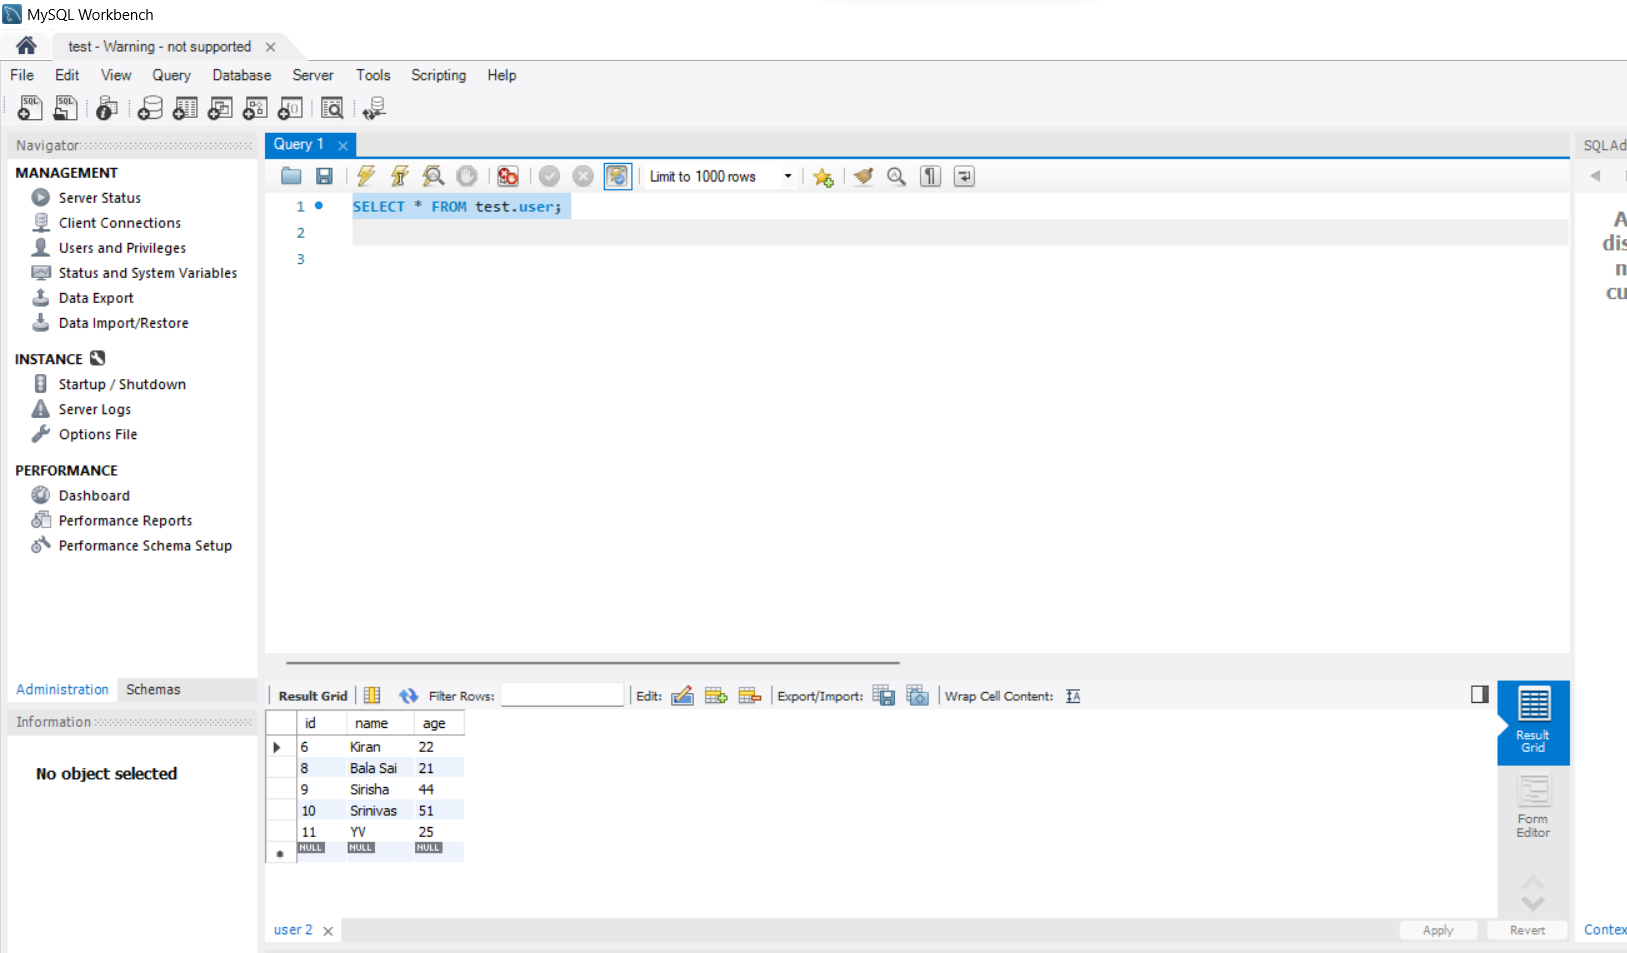 MySQL Workbench
test - Warning - not supported
File Edit View Query Database Server Tools Scripting Help
SQL SQL
Navigator
MANAGEMENT
Server Status
Client Connections
Users and Privileges
Status and System Variables
Data Export
Data Import/Restore
INSTANCE
Startup / Shutdown
Server Logs
Options File
PERFORMANCE
Dashboard
Performance Reports
Performance Schema Setup
Administration Schemas
Information
No object selected
Query 1
Limit to 1000 rows
1 SELECT * FROM test.user;
2
3
Result Grid Filter Rows: Edit: Export/Import: Wrap Cell Content:
id name age
6 Kiran 22
8 Bala Sai 21
9 Sirisha 44
10 Srinivas 51
11 YV 25
NULL NULL NULL
Result
Grid
Form
Editor
user 2
Apply Revert
SQLAd
A
dis
m
cu
Contex